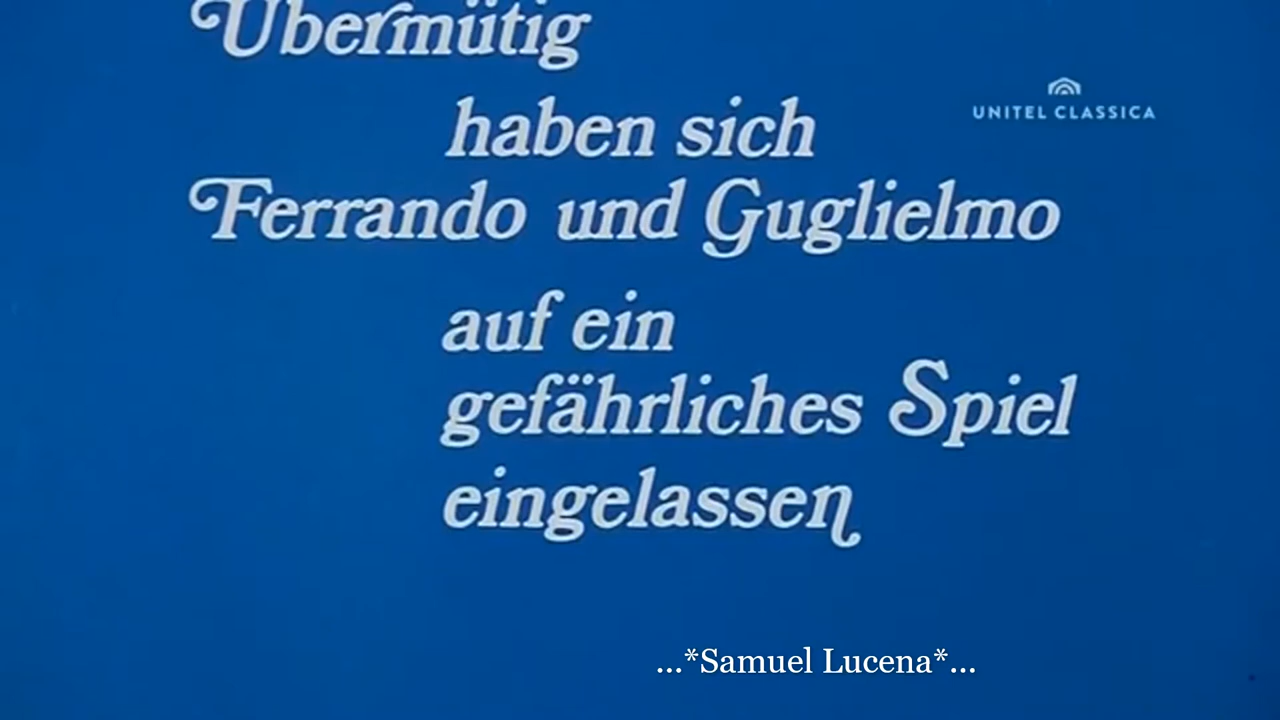 Übermütig
haben sich
UNITEL CLASSICA
Ferrando und Guglielmo
auf ein
gefährliches Spiel
eingelassen
...*Samuel Lucena*...